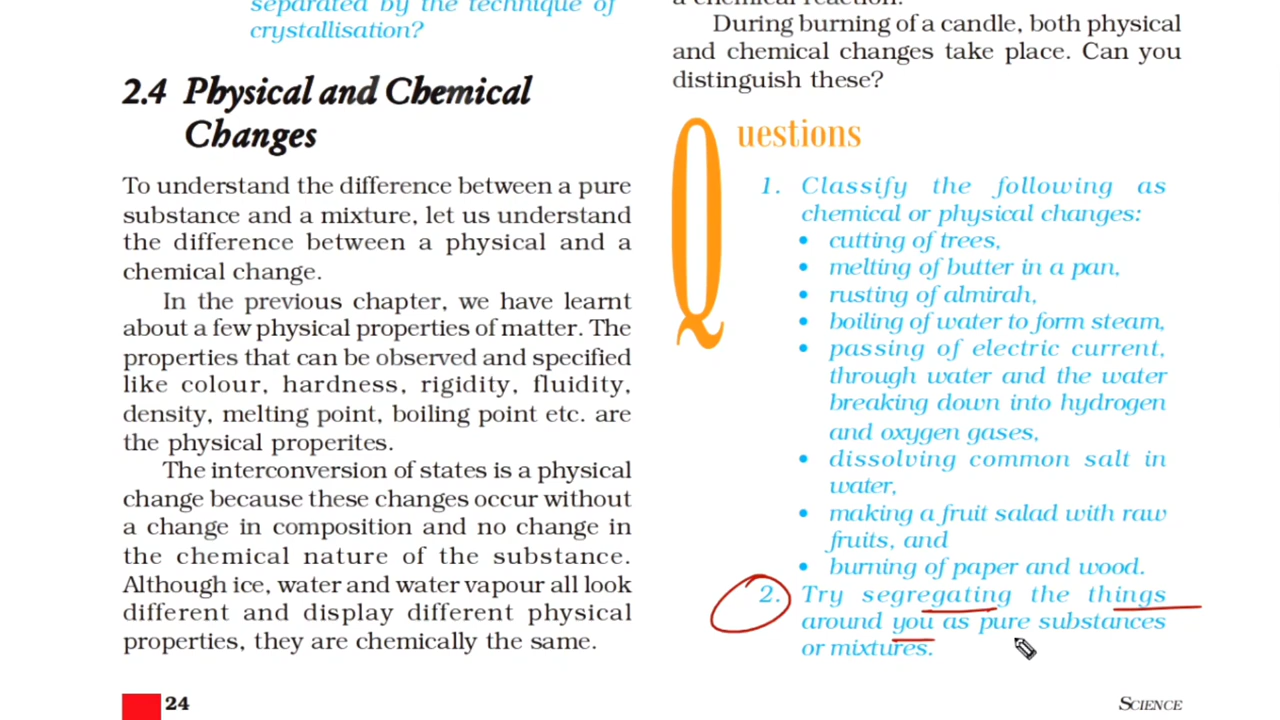 separated by the technique of
crystallisation?
2.4 Physical and Chemical
Changes
To understand the difference between a pure
substance and a mixture, let us understand
the difference between a physical and a
chemical change.
In the previous chapter, we have learnt
about a few physical properties of matter. The
properties that can be observed and specified
like colour, hardness, rigidity, fluidity,
density, melting point, boiling point etc. are
the physical properites.
The interconversion of states is a physical
change because these changes occur without
a change in composition and no change in
the chemical nature of the substance.
Although ice, water and water vapour all look
different and display different physical
properties, they are chemically the same.
24
a chemical reaction.
During burning of a candle, both physical
and chemical changes take place. Can you
distinguish these?
Questions
1. Classify the following as
chemical or physical changes:
• cutting of trees,
• melting of butter in a pan,
• rusting of almirah,
• boiling of water to form steam,
• passing of electric current,
through water and the water
breaking down into hydrogen
and oxygen gases,
• dissolving common salt in
water,
• making a fruit salad with raw
fruits, and
• burning of paper and wood.
2. Try segregating the things
around you as pure substances
or mixtures.
SCIENCE